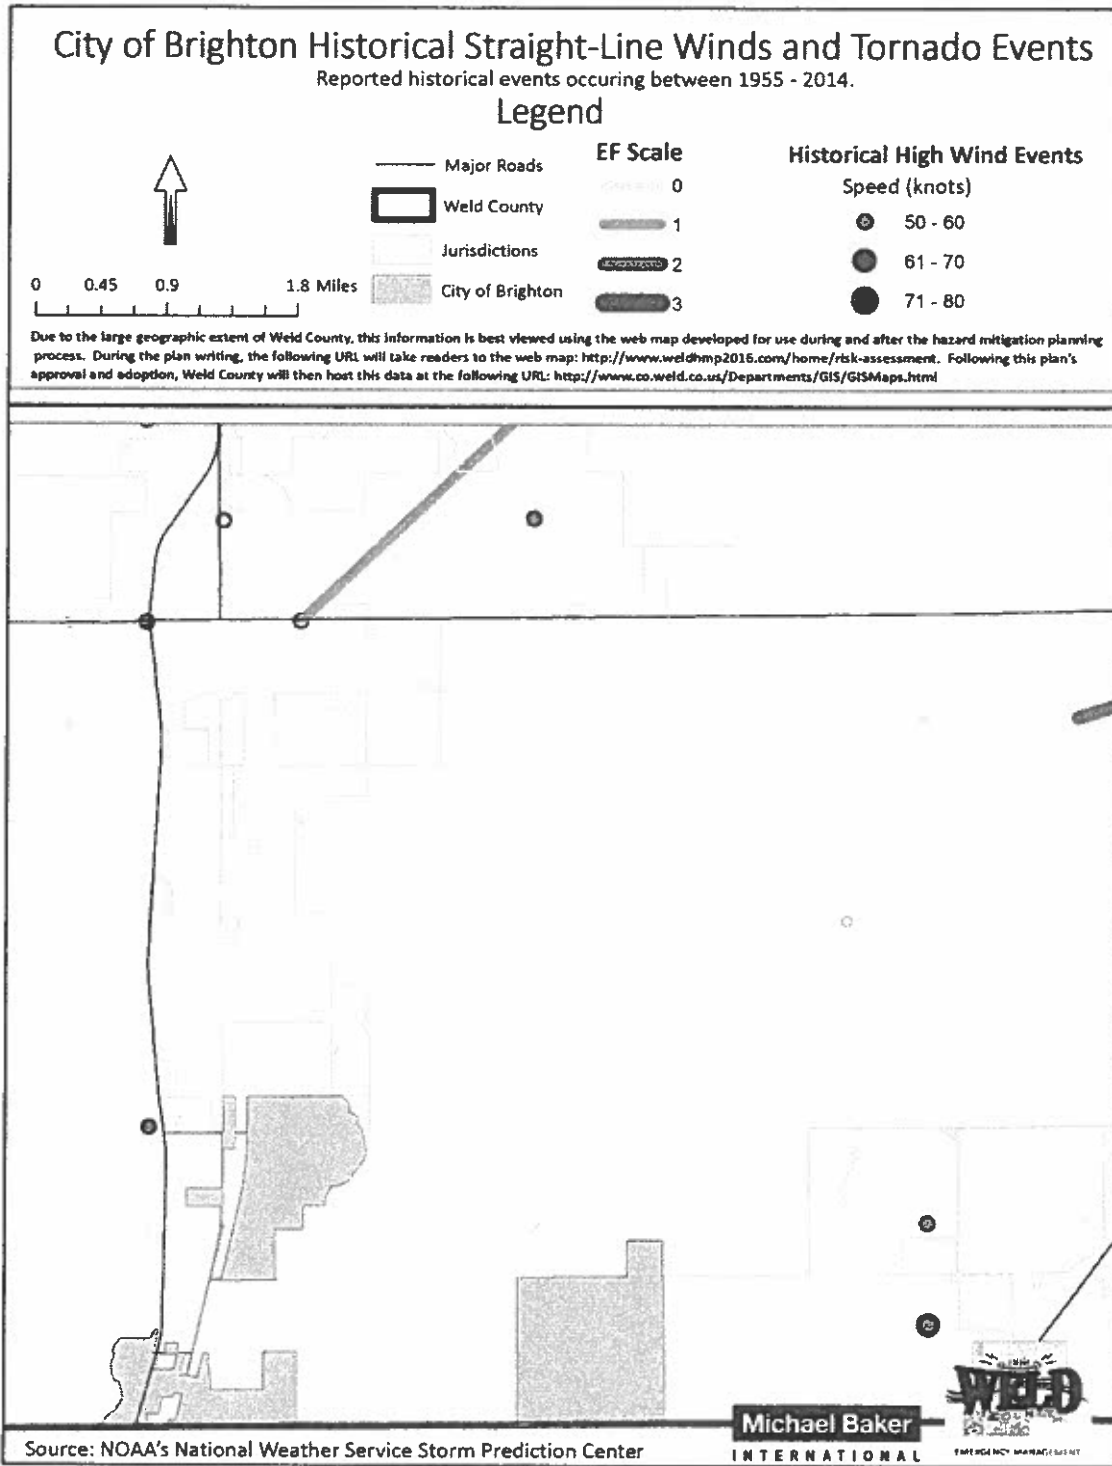 City of Brighton Historical Straight-Line Winds and Tornado Events
Reported historical events occuring between 1955 - 2014.
Legend
Major Roads
Weld County
Jurisdictions
City of Brighton
0 0.45 0.9 1.8 Miles
EF Scale
0
1
2
3
Historical High Wind Events
Speed (knots)
50 - 60
61 - 70
71 - 80
Due to the large geographic extent of Weld County, this information is best viewed using the web map developed for use during and after the hazard mitigation planning
process. During the plan writing, the following URL will take readers to the web map: http://www.weldhmp2016.com/home/risk-assessment. Following this plan's
approval and adoption, Weld County will then host this data at the following URL: http://www.co.weld.co.us/Departments/GIS/GISMaps.html
Source: NOAA's National Weather Service Storm Prediction Center
Michael Baker
INTERNATIONAL
WELD
EMERGENCY MANAGEMENT